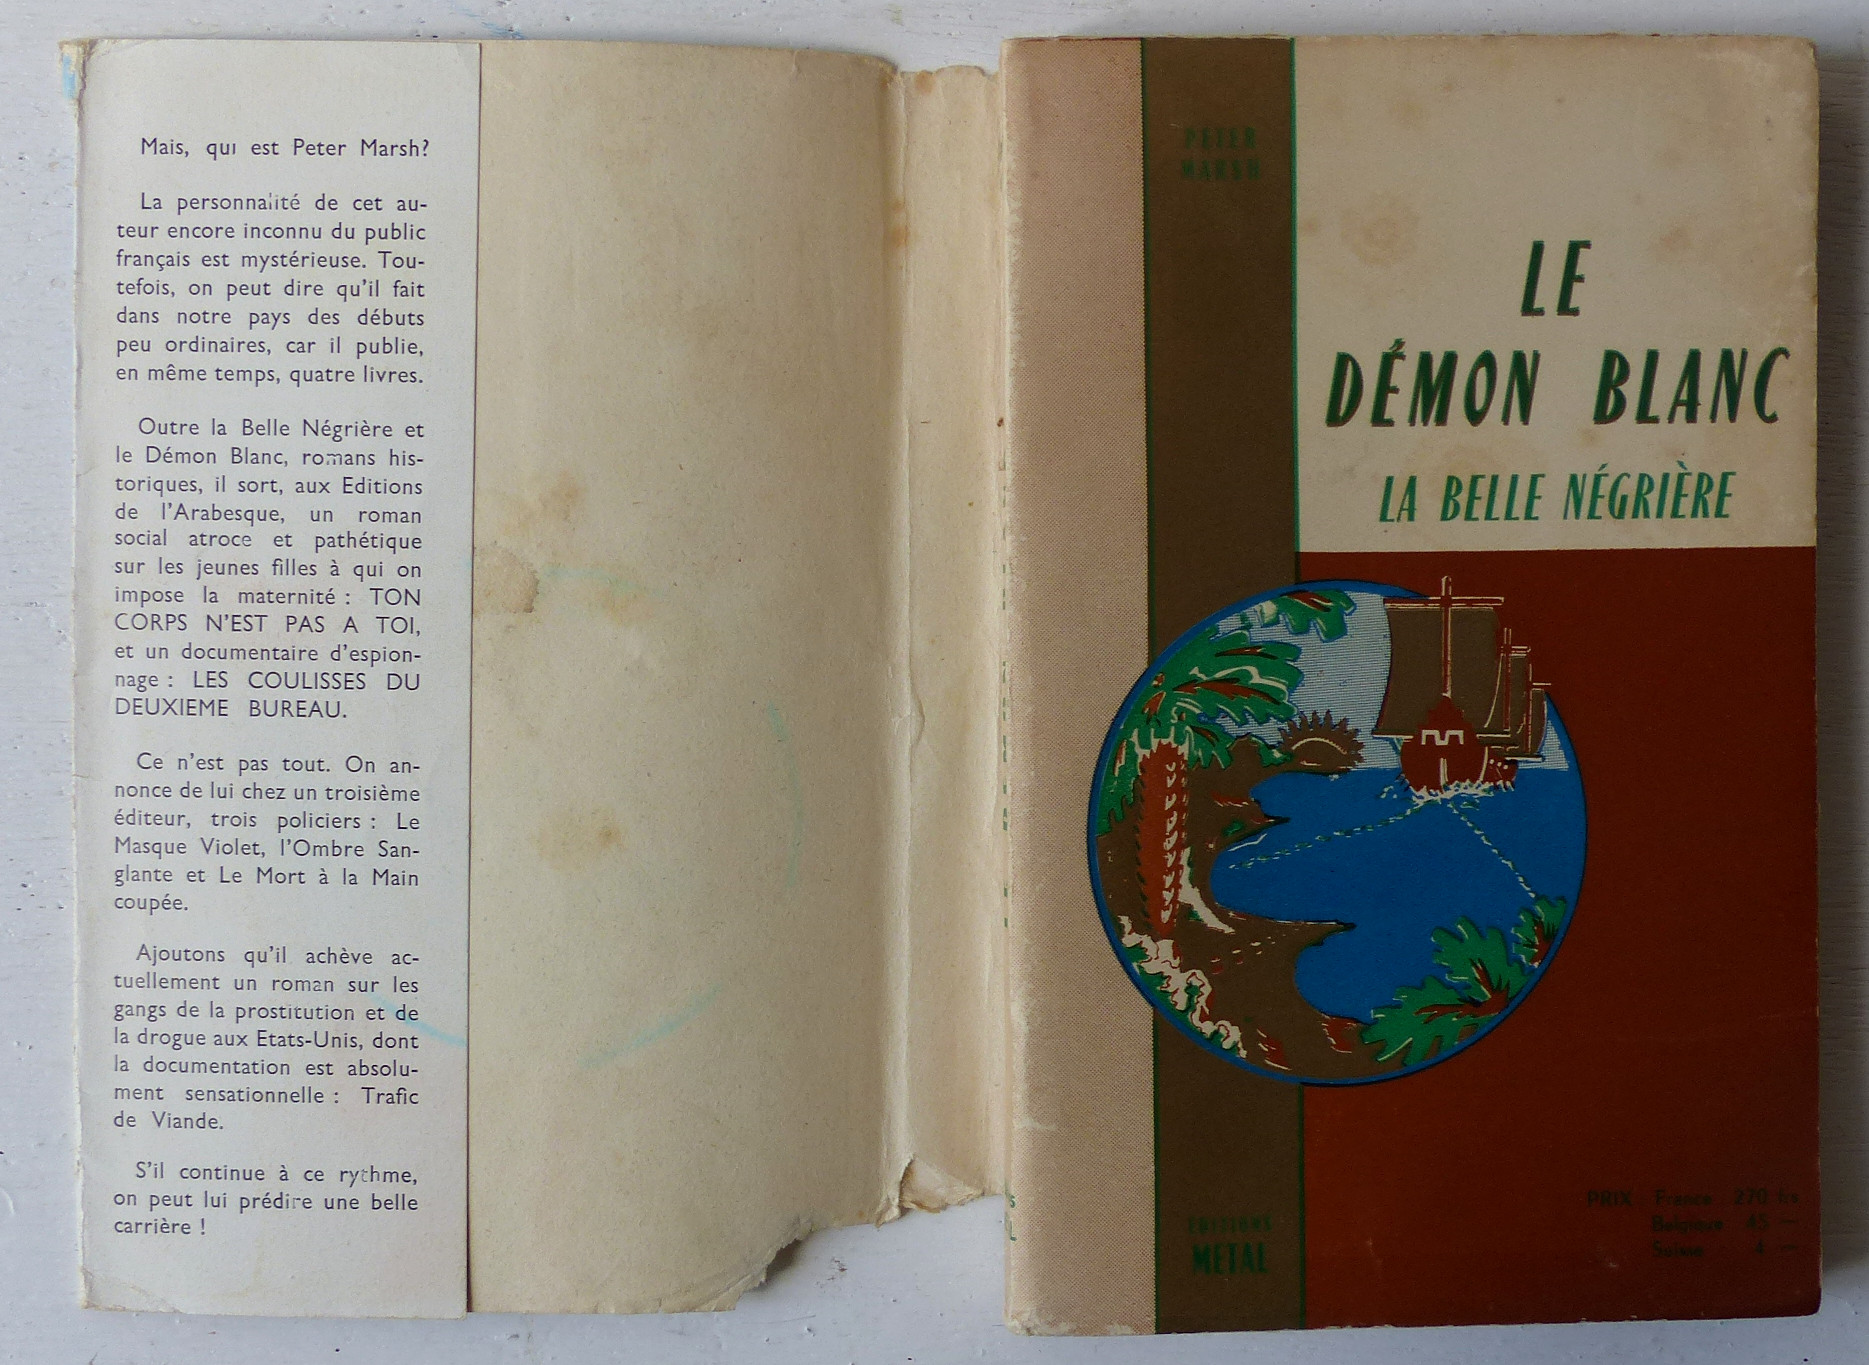 Mais, qui est Peter Marsh?
La personnalité de cet au-
teur encore inconnu du public
français est mystérieuse. Tou-
tefois, on peut dire qu'il fait
dans notre pays des débuts
peu ordinaires, car il publie,
en même temps, quatre livres.
Outre la Belle Négrière et
le Démon Blanc, romans his-
toriques, il sort, aux Editions
de l'Arabesque, un roman
social atroce et pathétique
sur les jeunes filles à qui on
impose la maternité : TON
CORPS N'EST PAS A TOI,
et un documentaire d'espion-
nage : LES COULISSES DU
DEUXIEME BUREAU.
Ce n'est pas tout. On an-
nonce de lui chez un troisième
éditeur, trois policiers : Le
Masque Violet, l'Ombre San-
glante et Le Mort à la Main
coupée.
Ajoutons qu'il achève ac-
tuellement un roman sur les
gangs de la prostitution et de
la drogue aux Etats-Unis, dont
la documentation est absolu-
ment sensationnelle : Trafic
de Viande.
S'il continue à ce rythme,
on peut lui prédire une belle
carrière !
PETER
MARSH
LE
DÉMON BLANC
LA BELLE NÉGRIÈRE
PRIX : France 270 frs
Belgique 45 —
Suisse 4 —
EDITIONS
METAL